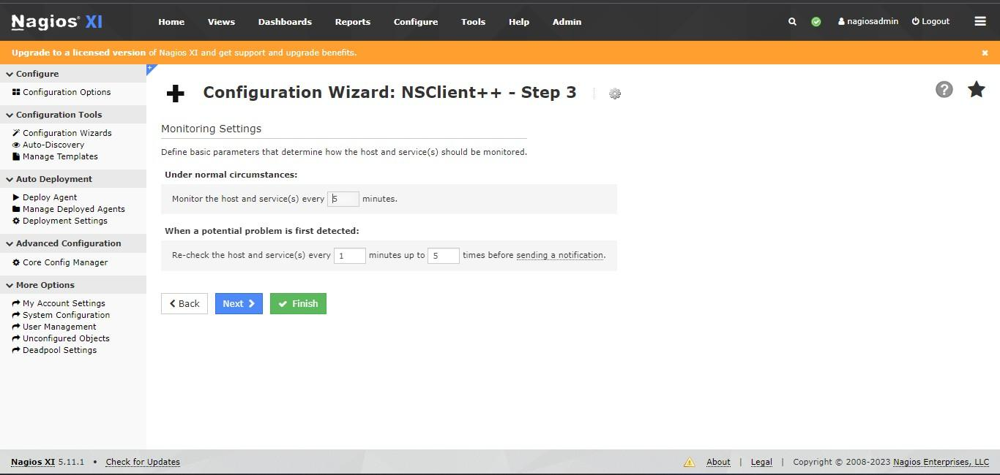 Nagios® XI
Home Views Dashboards Reports Configure Tools Help Admin
nagiosadmin Logout
Upgrade to a licensed version of Nagios XI and get support and upgrade benefits.
Configure
Configuration Options
Configuration Tools
Configuration Wizards
Auto-Discovery
Manage Templates
Auto Deployment
Deploy Agent
Manage Deployed Agents
Deployment Settings
Advanced Configuration
Core Config Manager
More Options
My Account Settings
System Configuration
User Management
Unconfigured Objects
Deadpool Settings
Configuration Wizard: NSClient++ - Step 3
Monitoring Settings
Define basic parameters that determine how the host and service(s) should be monitored.
Under normal circumstances:
Monitor the host and service(s) every 5 minutes.
When a potential problem is first detected:
Re-check the host and service(s) every 1 minutes up to 5 times before sending a notification.
Back Next Finish
Nagios XI 5.11.1 • Check for Updates
About | Legal | Copyright © 2008-2023 Nagios Enterprises, LLC